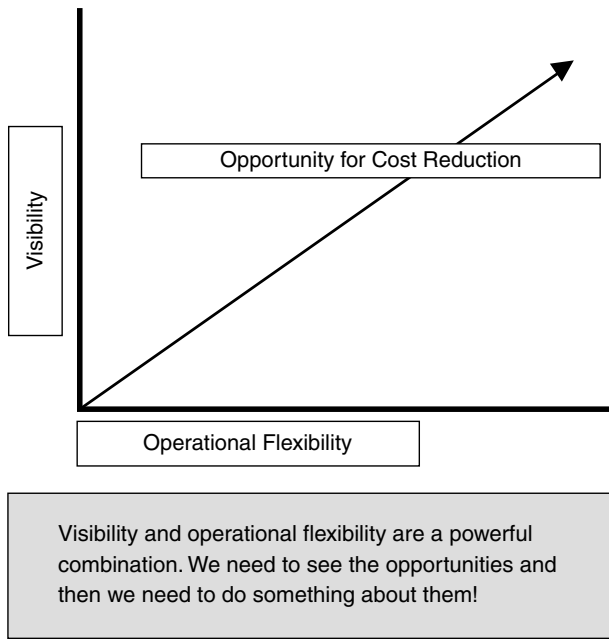 Opportunity for Cost Reduction
Visibility
Operational Flexibility
Visibility and operational flexibility are a powerful
combination. We need to see the opportunities and
then we need to do something about them!